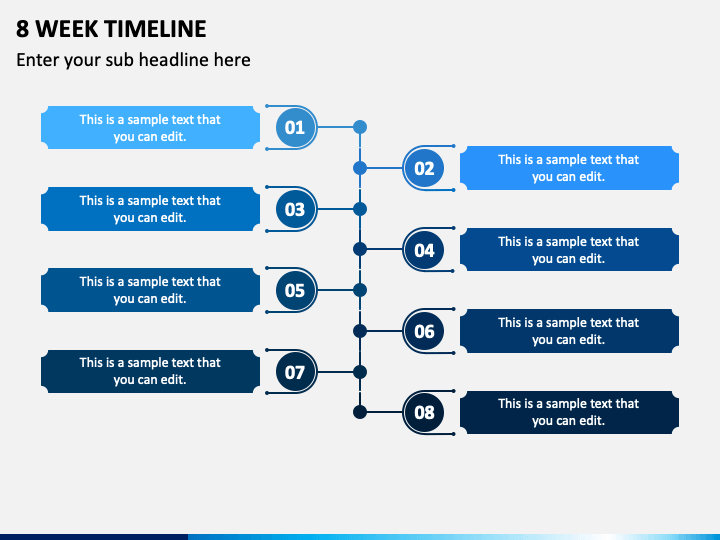 8 WEEK TIMELINE
Enter your sub headline here
This is a sample text that
you can edit.
01
02
This is a sample text that
you can edit.
This is a sample text that
you can edit.
03
04
This is a sample text that
you can edit.
This is a sample text that
you can edit.
05
06
This is a sample text that
you can edit.
This is a sample text that
you can edit.
07
08
This is a sample text that
you can edit.